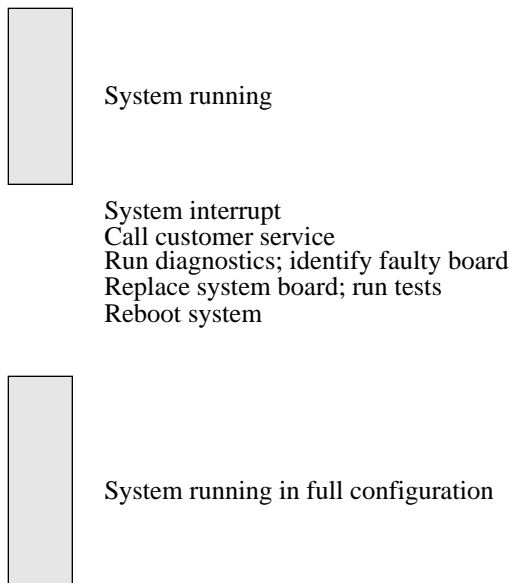 System running
System interrupt
Call customer service
Run diagnostics; identify faulty board
Replace system board; run tests
Reboot system
System running in full configuration